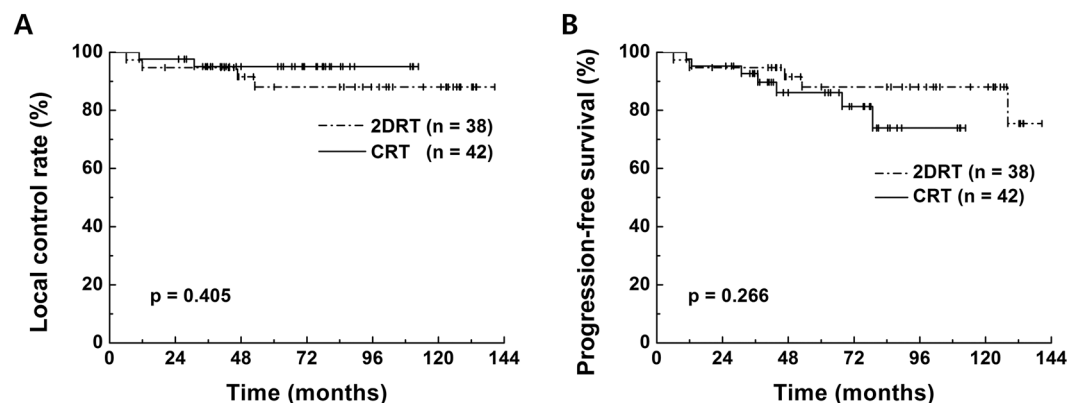 A
Local control rate (%)
100
80
60
40
20
0
2DRT (n = 38)
CRT (n = 42)
p = 0.405
0 24 48 72 96 120 144
Time (months)
B
Progression-free survival (%)
100
80
60
40
20
0
2DRT (n = 38)
CRT (n = 42)
p = 0.266
0 24 48 72 96 120 144
Time (months)